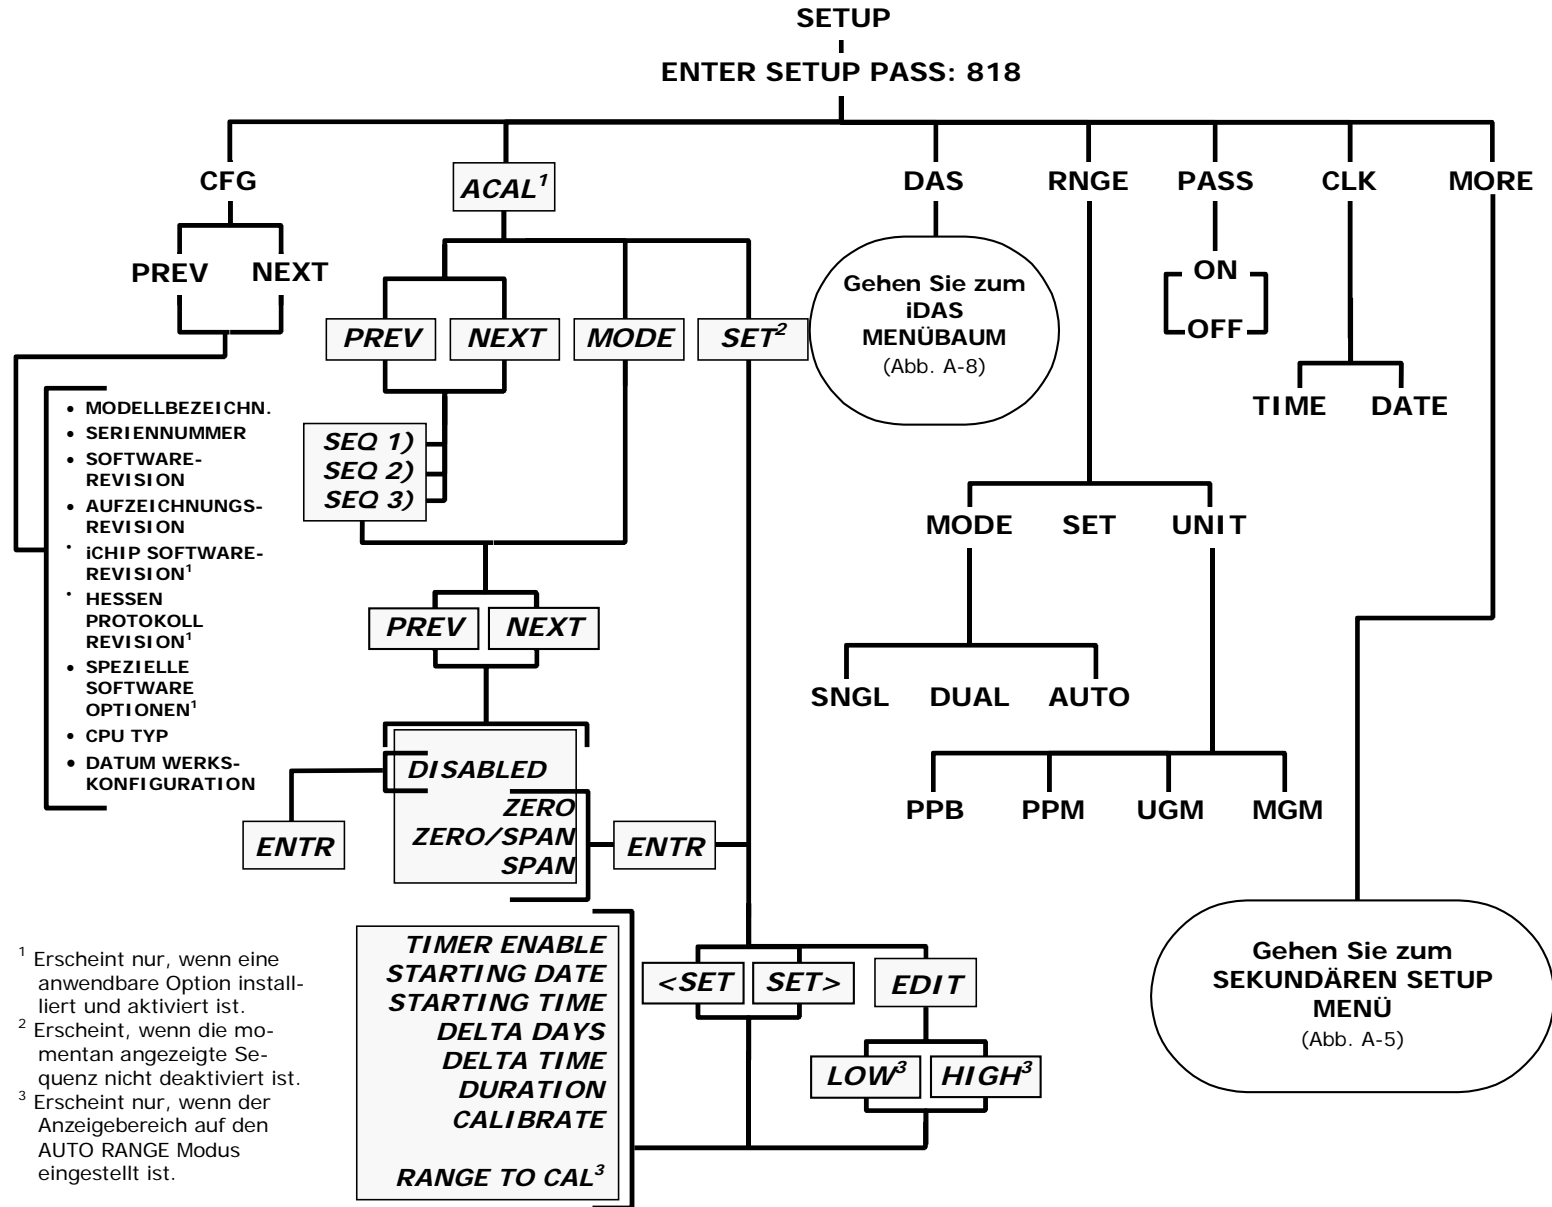 SETUP
ENTER SETUP PASS: 818
CFG
ACAL¹
DAS
RNGE
PASS
CLK
MORE
PREV NEXT
• MODELLBEZEICHN.
• SERIENNUMMER
• SOFTWARE-
REVISION
• AUFZEICHNUNGS-
REVISION
• iCHIP SOFTWARE-
REVISION¹
• HESSEN
PROTOKOLL
REVISION¹
• SPEZIELLE
SOFTWARE
OPTIONEN¹
• CPU TYP
• DATUM WERKS-
KONFIGURATION
PREV
NEXT
MODE
SET²
SEQ 1)
SEQ 2)
SEQ 3)
PREV
NEXT
DISABLED
ZERO
ZERO/SPAN
SPAN
ENTR
ENTR
TIMER ENABLE
STARTING DATE
STARTING TIME
DELTA DAYS
DELTA TIME
DURATION
CALIBRATE
RANGE TO CAL³
<SET
SET>
EDIT
LOW³
HIGH³
Gehen Sie zum
iDAS
MENÜBAUM
(Abb. A-8)
ON
OFF
TIME DATE
MODE SET UNIT
SNGL DUAL AUTO
PPB PPM UGM MGM
Gehen Sie zum
SEKUNDÄREN SETUP
MENÜ
(Abb. A-5)
¹ Erscheint nur, wenn eine
anwendbare Option instal-
liert und aktiviert ist.
² Erscheint, wenn die mo-
mentan angezeigte Se-
quenz nicht deaktiviert ist.
³ Erscheint nur, wenn der
Anzeigebereich auf den
AUTO RANGE Modus
eingestellt ist.